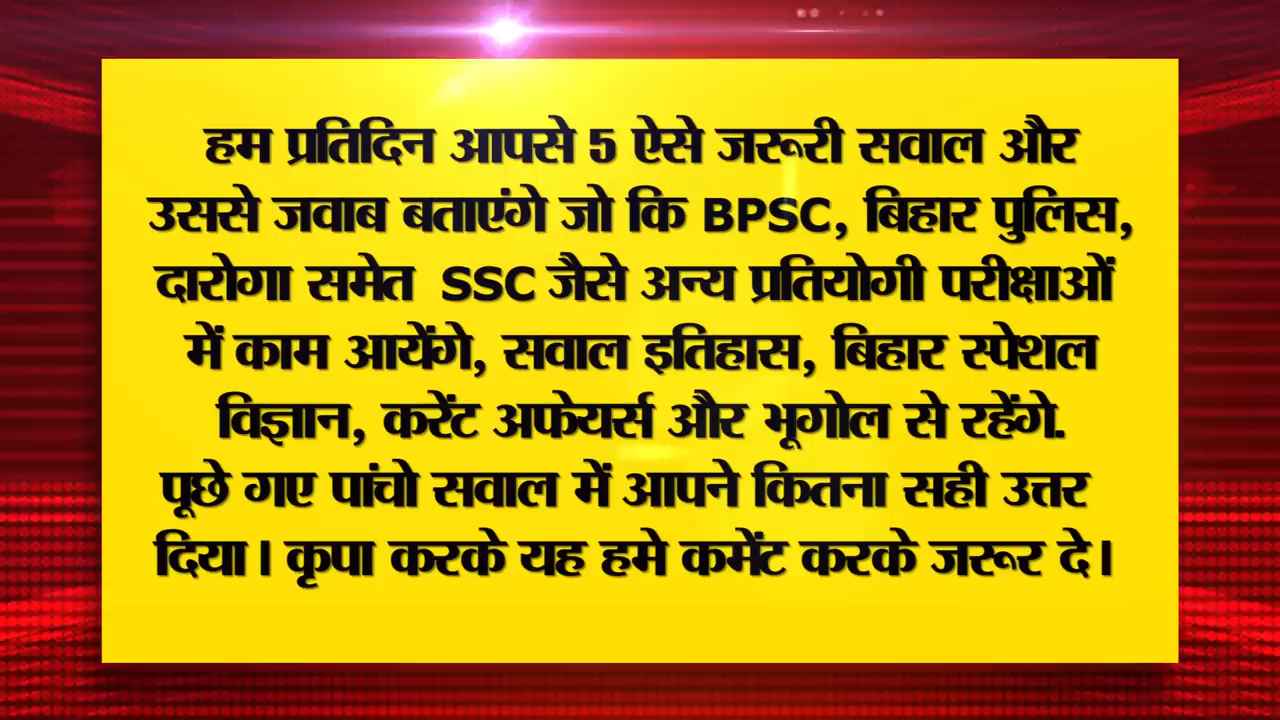 हम प्रतिदिन आपसे 5 ऐसे जरूरी सवाल और
उससे जवाब बताएंगे जो कि BPSC, बिहार पुलिस,
दारोगा समेत SSC जैसे अन्य प्रतियोगी परीक्षाओं
में काम आयेंगे, सवाल इतिहास, बिहार स्पेशल
विज्ञान, करेंट अफेयर्स और भूगोल से रहेंगे.
पूछे गए पांचो सवाल में आपने कितना सही उत्तर
दिया। कृपा करके यह हमे कमेंट करके जरूर दे।